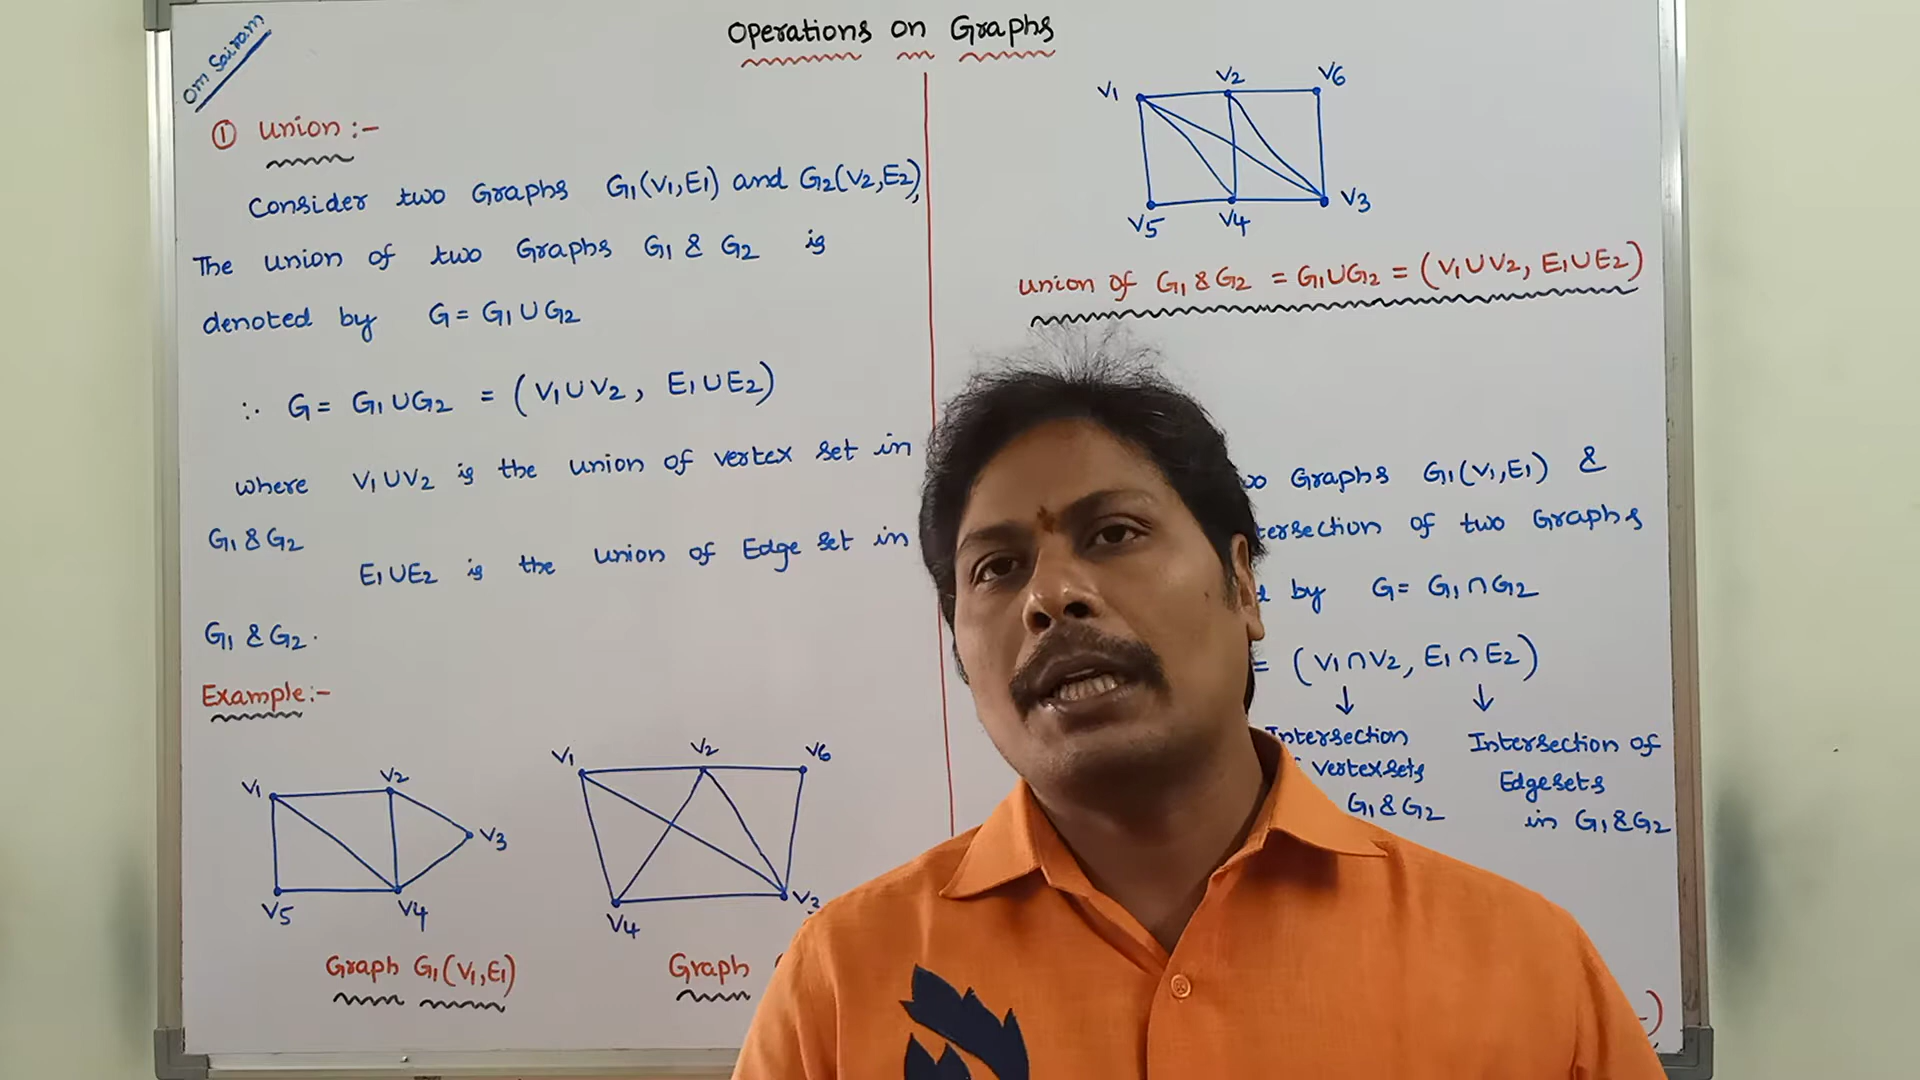 Om Sairam
Operations on Graphs
① Union :-
Consider two Graphs G1(V1,E1) and G2(V2,E2),
The union of two Graphs G1 & G2 is
denoted by G = G1 ∪ G2
∴ G = G1 ∪ G2 = (V1 ∪ V2, E1 ∪ E2)
where V1 ∪ V2 is the union of vertex set in
G1 & G2
E1 ∪ E2 is the union of Edge set in
G1 & G2.
Example :-
V1 V2 V3 V5 V4
Graph G1(V1,E1)
V1 V2 V6 V4
Graph
V1 V2 V6
V5 V4 V3
union of G1 & G2 = G1 ∪ G2 = (V1 ∪ V2, E1 ∪ E2)
Graphs G1(V1,E1) &
of two Graphs
by G = G1 ∩ G2
= (V1 ∩ V2, E1 ∩ E2)
↓ ↓
Intersection
Vertex sets
G1 & G2
Intersection of
Edgesets
in G1 & G2